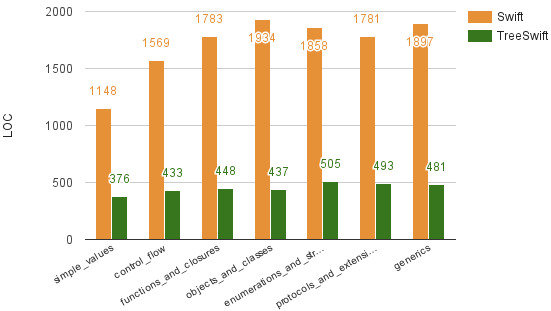 2000
1500
1000
500
0
LOC
1148
1569
1783
1934
1858
1781
1897
376
433
448
437
505
493
481
simple_values
control_flow
functions_and_closures
objects_and_classes
enumerations_and_str...
protocols_and_extensi...
generics
Swift
TreeSwift